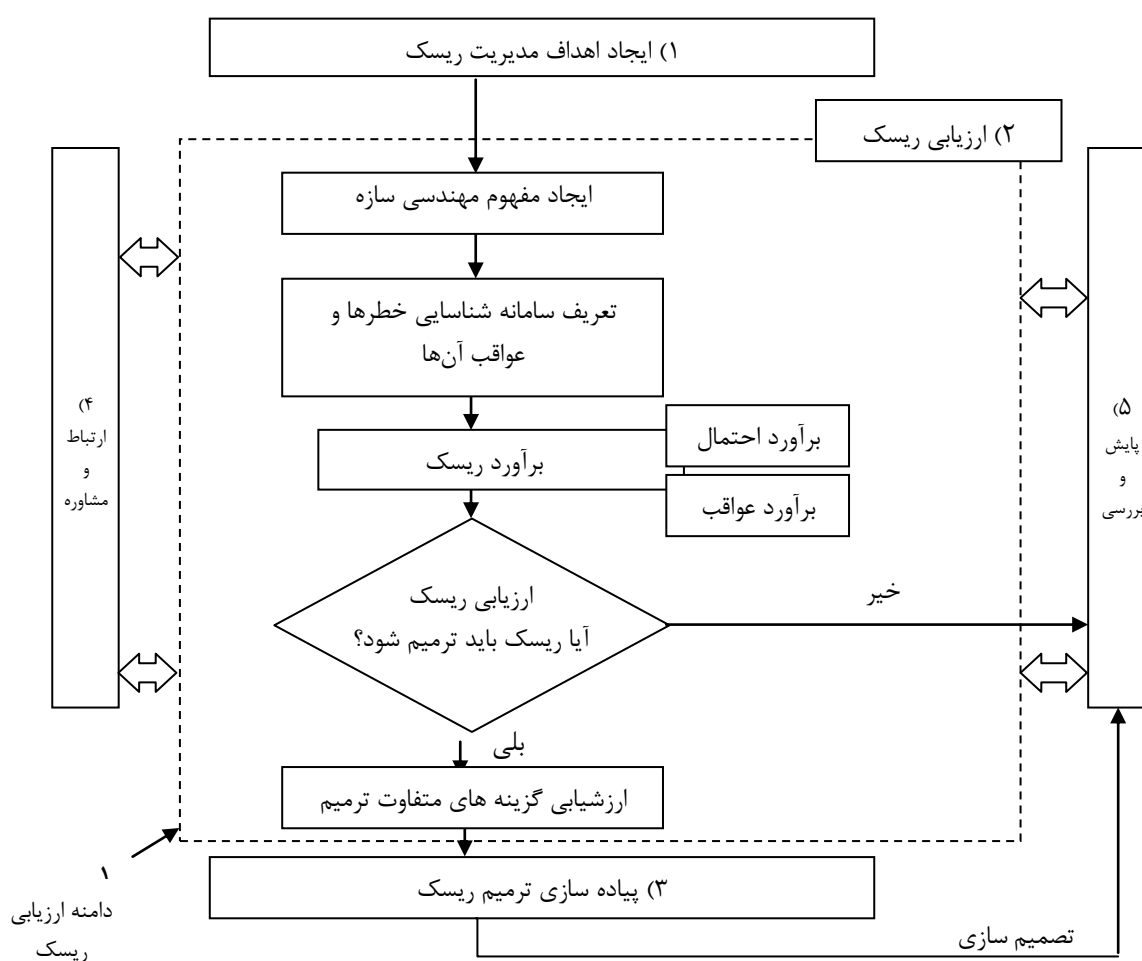 ۱) ایجاد اهداف مدیریت ریسک
۲) ارزیابی ریسک
ایجاد مفهوم مهندسی سازه
تعریف سامانه شناسایی خطرها و
عواقب آن‌ها
برآورد احتمال
برآورد ریسک
برآورد عواقب
۴)
ارتباط
و
مشاوره
۵)
پایش
و
بررسی
ارزیابی ریسک
آیا ریسک باید ترمیم شود؟
خیر
بلی
ارزشیابی گزینه های متفاوت ترمیم
۳) پیاده سازی ترمیم ریسک
۱
دامنه ارزیابی
ریسک
تصمیم سازی